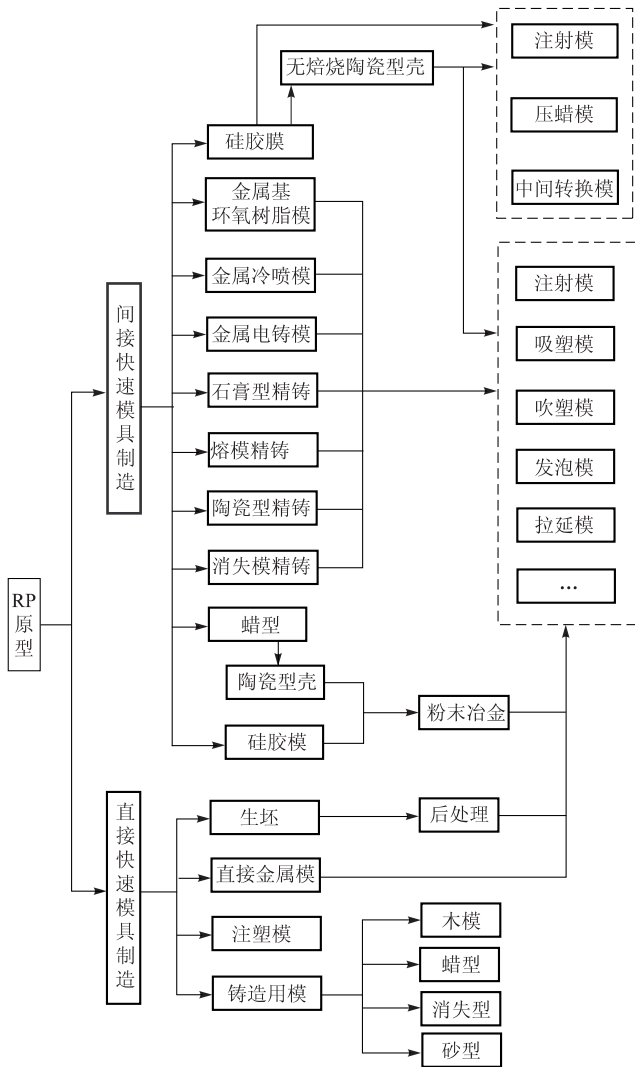 注射模
无焙烧陶瓷型壳
压蜡模
硅胶膜
中间转换模
金属基
环氧树脂模
金属冷喷模
注射模
间接快速模具制造
金属电铸模
吸塑模
石膏型精铸
吹塑模
熔模精铸
发泡模
陶瓷型精铸
拉延模
消失模精铸
...
RP
原型
蜡型
陶瓷型壳
硅胶模
粉末冶金
直接快速模具制造
生坯
后处理
直接金属模
注塑模
木模
蜡型
铸造用模
消失型
砂型